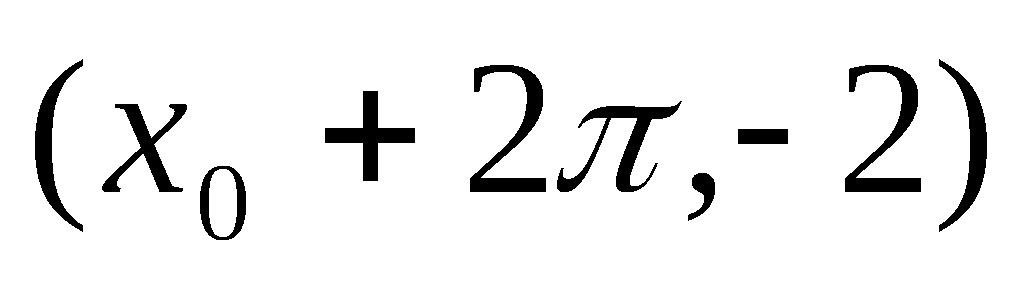 (x₀ + 2π,- 2)